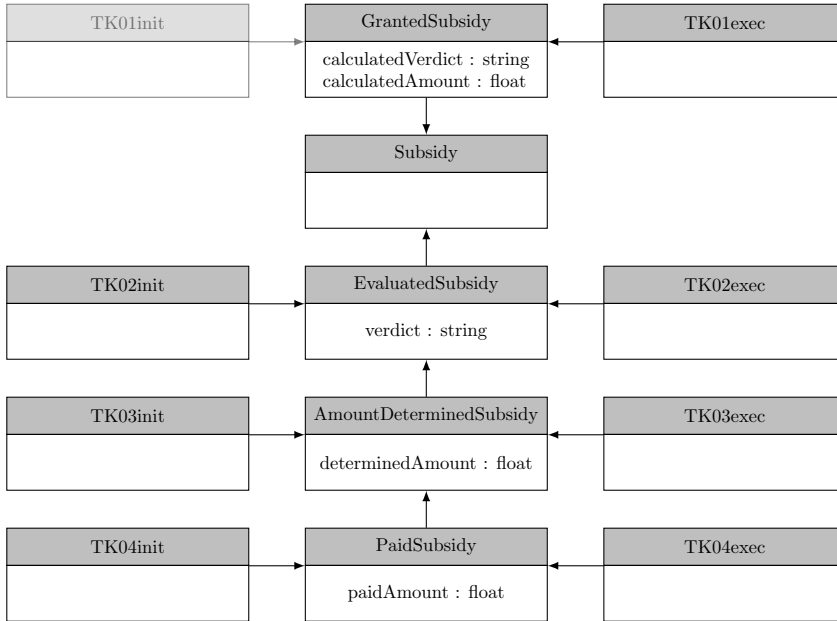 TK01init
GrantedSubsidy
TK01exec
calculatedVerdict : string
calculatedAmount : float
Subsidy
TK02init
EvaluatedSubsidy
TK02exec
verdict : string
TK03init
AmountDeterminedSubsidy
TK03exec
determinedAmount : float
TK04init
PaidSubsidy
TK04exec
paidAmount : float